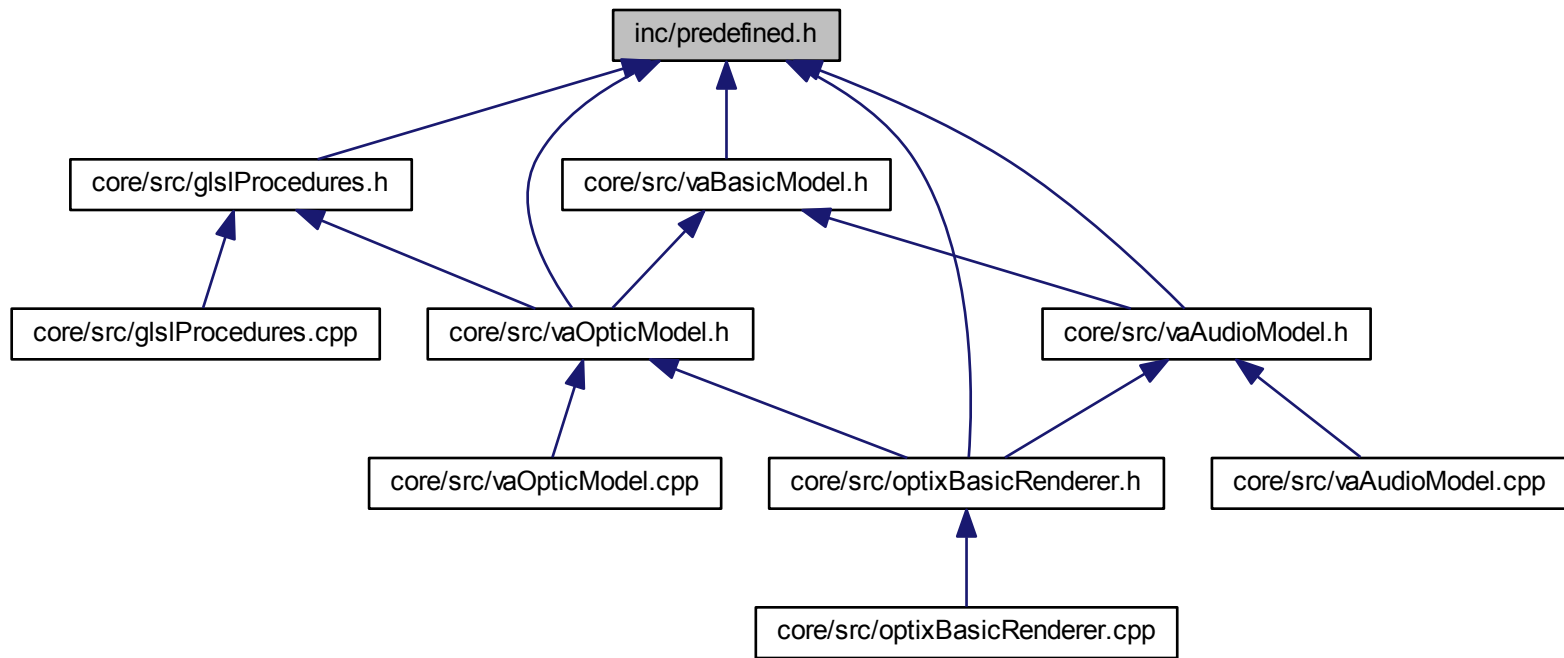 inc/predefined.h
core/src/glslProcedures.h
core/src/vaBasicModel.h
core/src/glslProcedures.cpp
core/src/vaOpticModel.h
core/src/vaAudioModel.h
core/src/vaOpticModel.cpp
core/src/optixBasicRenderer.h
core/src/vaAudioModel.cpp
core/src/optixBasicRenderer.cpp